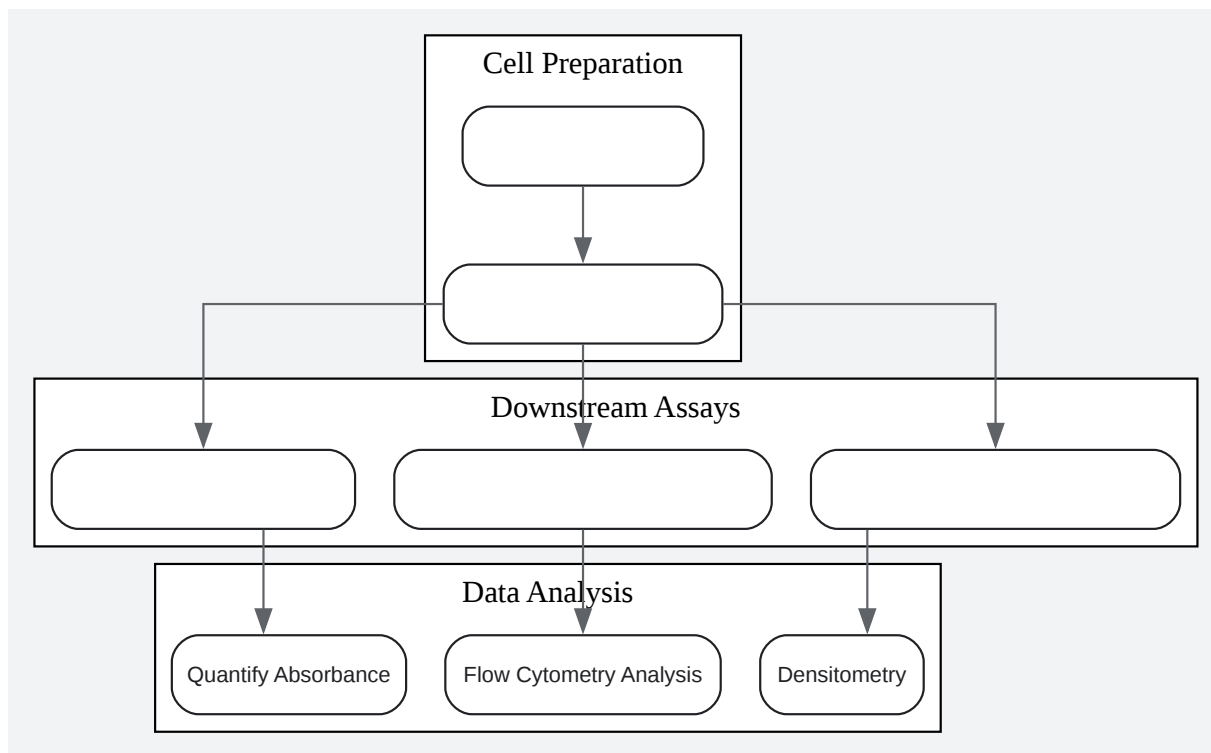 Cell Preparation
Downstream Assays
Data Analysis
Quantify Absorbance
Flow Cytometry Analysis
Densitometry